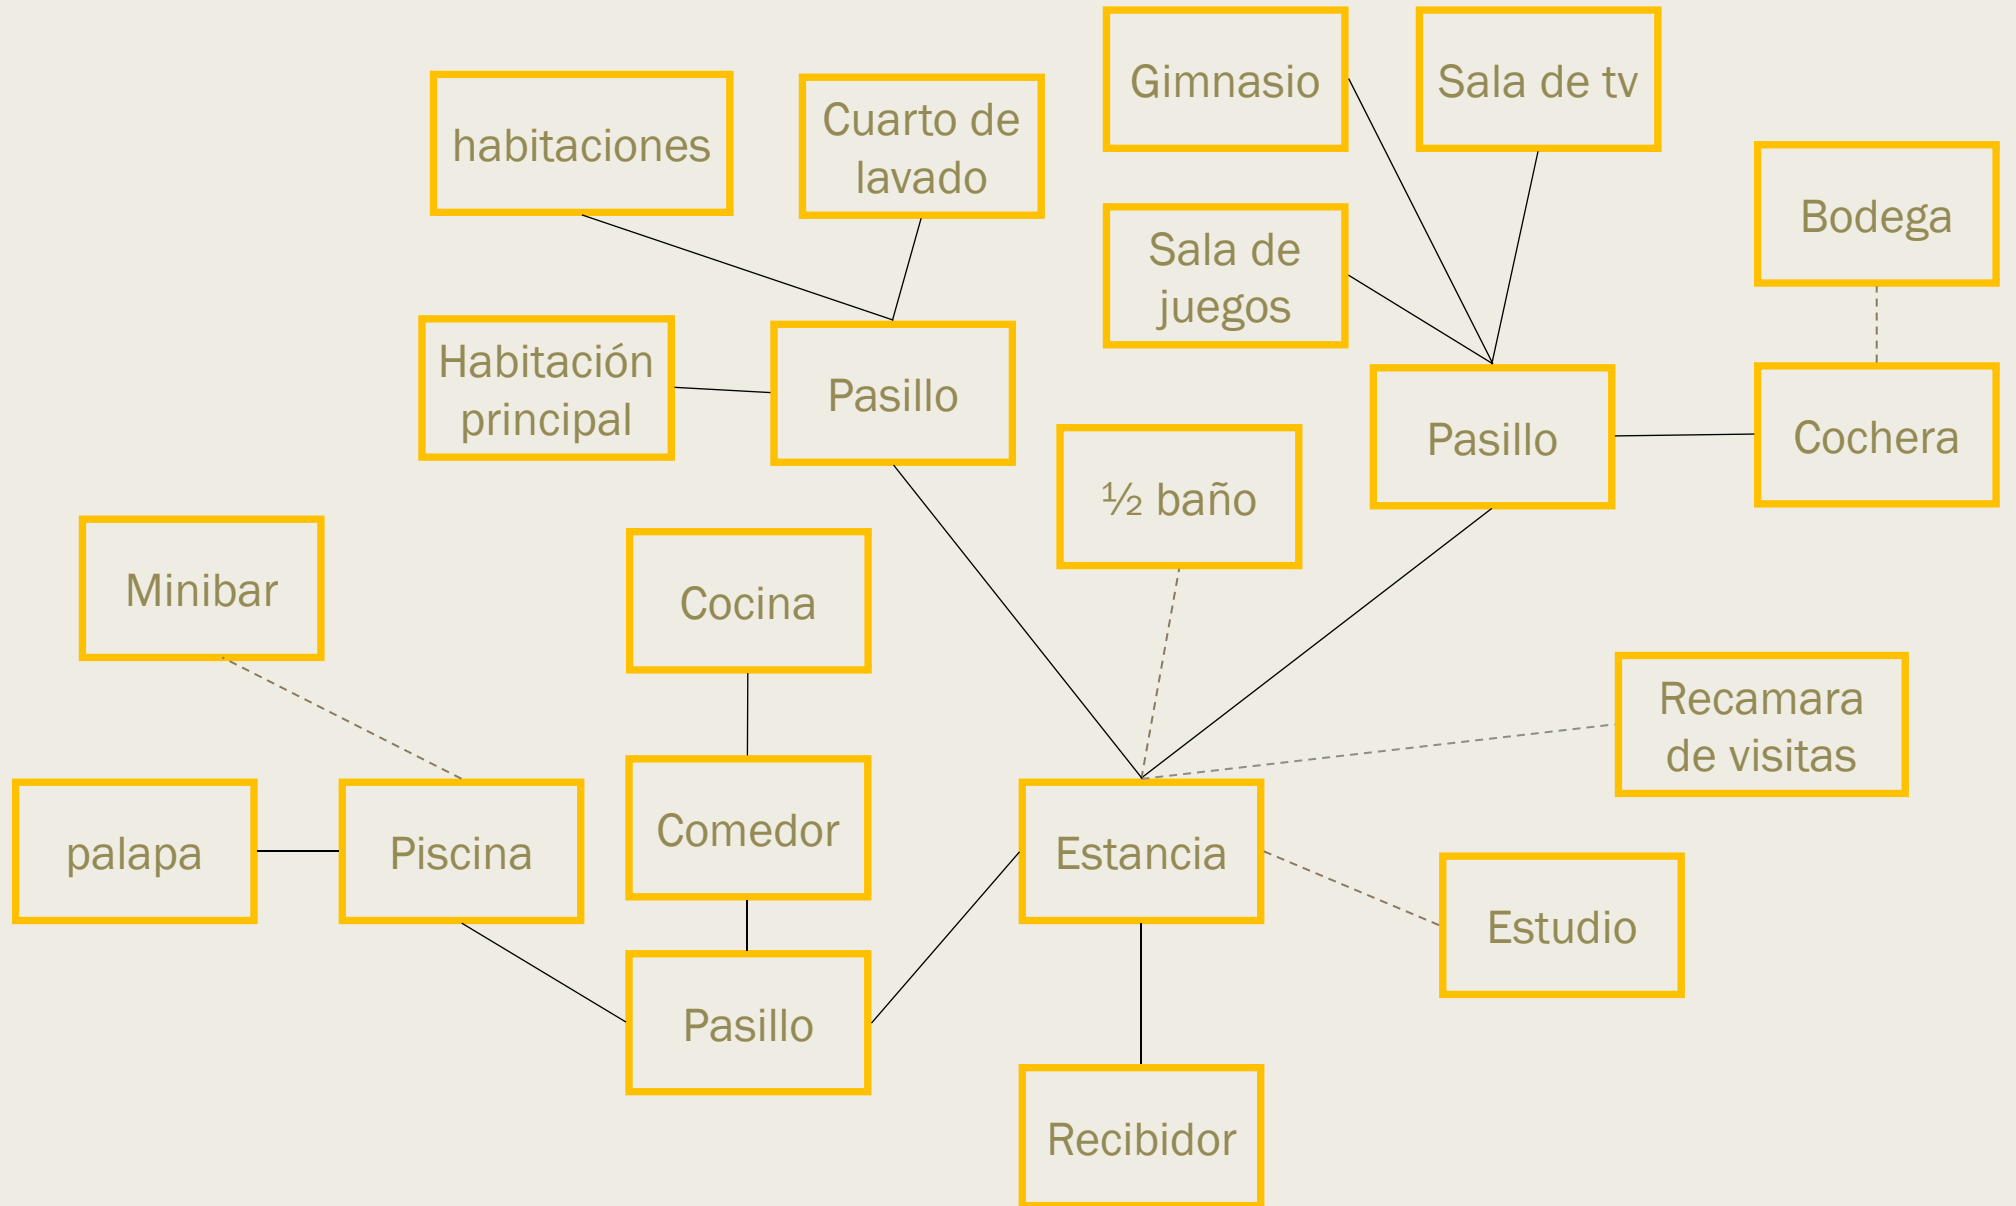 Gimnasio
Sala de tv
habitaciones
Cuarto de
lavado
Bodega
Sala de
juegos
Habitación
principal
Pasillo
Pasillo
Cochera
½ baño
Minibar
Cocina
Recamara
de visitas
palapa
Piscina
Comedor
Estancia
Estudio
Pasillo
Recibidor